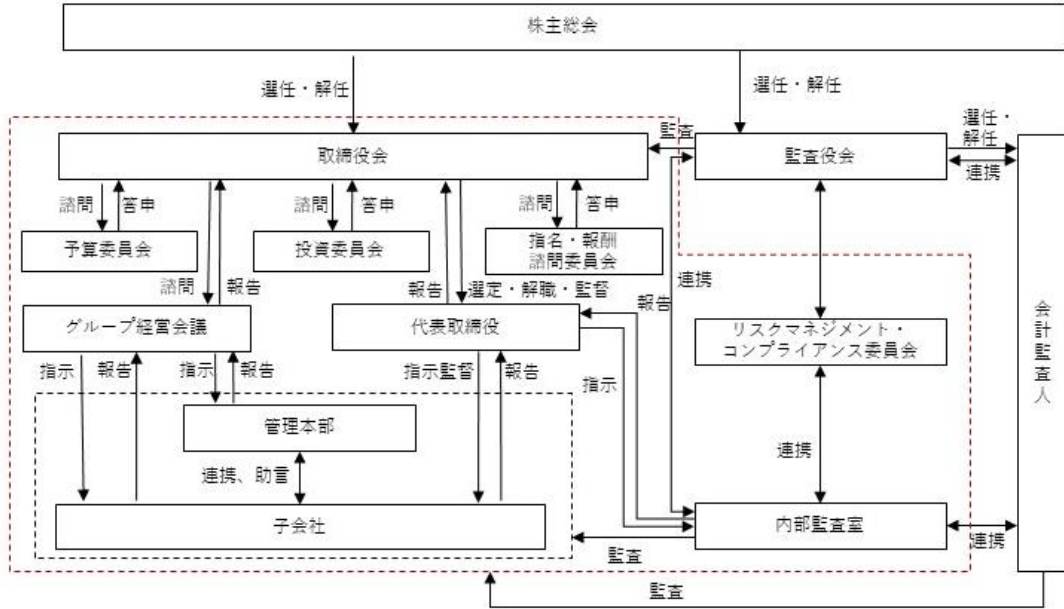 株主総会
選任・解任
選任・解任
選任・
解任
監査
取締役会
監査役会
連携
諮問
答申
諮問
答申
諮問
答申
予算委員会
投資委員会
指名・報酬
諮問委員会
諮問
報告
報告
選定・解職・監督
報告
連携
グループ経営会議
代表取締役
リスクマネジメント・
コンプライアンス委員会
会計監査人
指示
報告
指示
報告
指示監督
報告
指示
管理本部
連携、助言
連携
子会社
内部監査室
監査
連携
監査